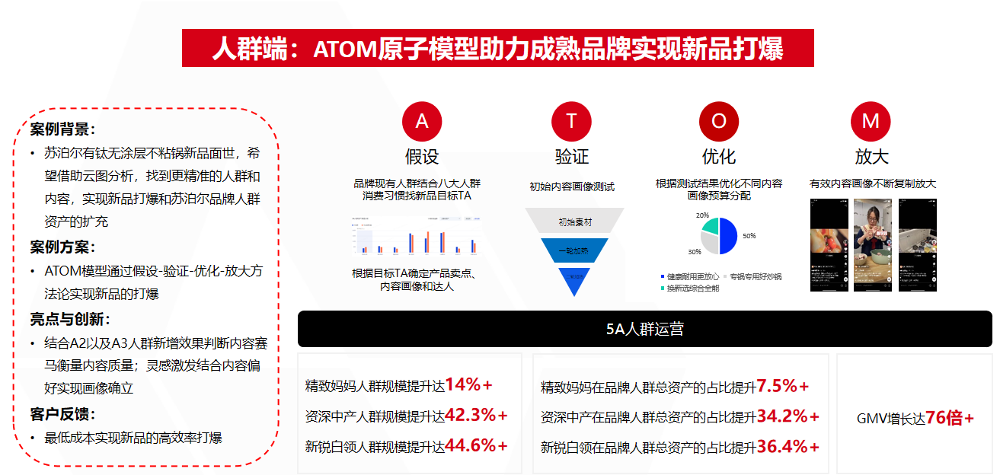 人群端：ATOM原子模型助力成熟品牌实现新品打爆
案例背景：
• 苏泊尔有钛无涂层不粘锅新品面世，希
望借助云图分析，找到更精准的人群和
内容，实现新品打爆和苏泊尔品牌人群
资产的扩充
案例方案：
• ATOM模型通过假设-验证-优化-放大方
法论实现新品的打爆
亮点与创新：
• 结合A2以及A3人群新增效果判断内容赛
马衡量内容质量；灵感激发结合内容偏
好实现画像确立
客户反馈：
• 最低成本实现新品的高效率打爆
A
假设
品牌现有人群结合八大人群
消费习惯找新品目标TA
根据目标TA确定产品卖点、
内容画像和达人
T
验证
初始内容画像测试
初始素材
一轮加热
O
优化
根据测试结果优化不同内容
画像预算分配
20%
50%
30%
健康耐用更放心
专锅专用好炒锅
换新选综合全能
M
放大
有效内容画像不断复制放大
5A人群运营
精致妈妈人群规模提升达14%+
资深中产人群规模提升达42.3%+
新锐白领人群规模提升达44.6%+
精致妈妈在品牌人群总资产的占比提升7.5%+
资深中产在品牌人群总资产的占比提升34.2%+
新锐白领在品牌人群总资产的占比提升36.4%+
GMV增长达76倍+